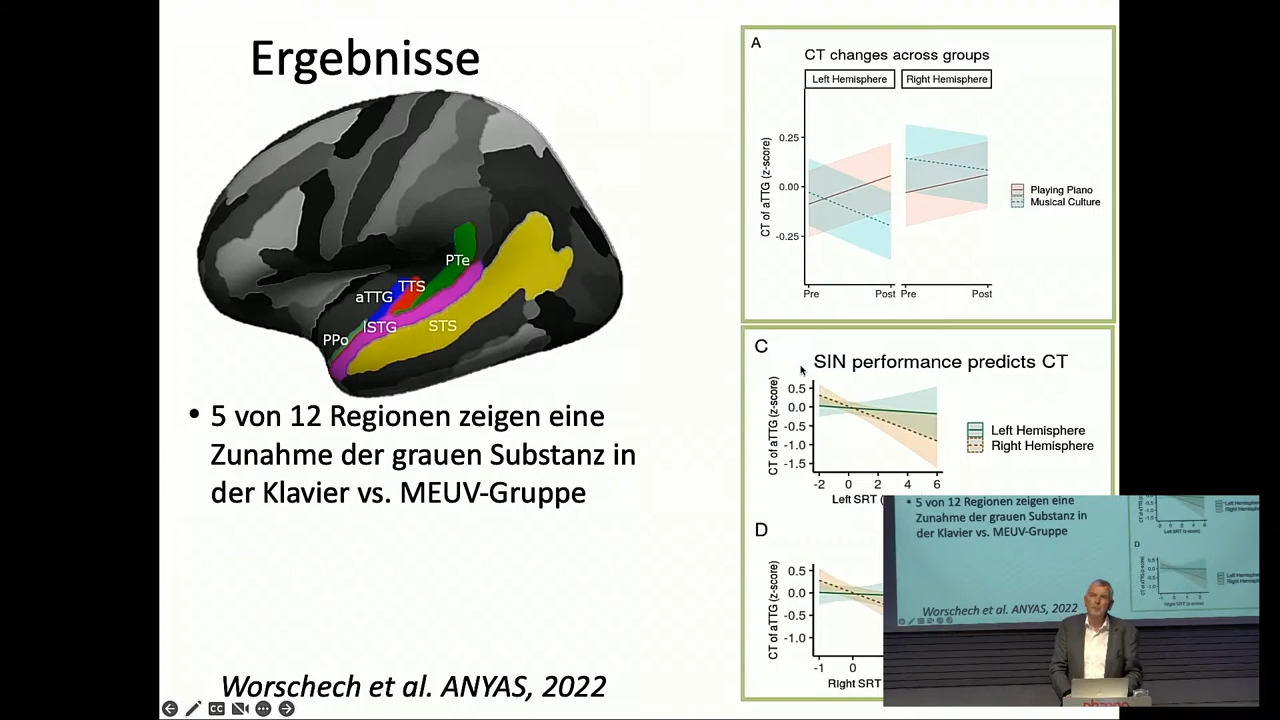 Ergebnisse
PTe
TTS
aTTG
lSTG
STS
PPo
• 5 von 12 Regionen zeigen eine
Zunahme der grauen Substanz in
der Klavier vs. MEUV-Gruppe
Worschech et al. ANYAS, 2022
A
CT changes across groups
Left Hemisphere
Right Hemisphere
CT of aTTG (z-score)
0.25
0.00
-0.25
Pre
Post
Pre
Post
Playing Piano
Musical Culture
C
SIN performance predicts CT
CT of aTTG (z-score)
0.5
0.0
-0.5
-1.0
-1.5
-2 0 2 4 6
Left SRT (
Left Hemisphere
Right Hemisphere
D
CT of aTTG (z-score)
0.5
0.0
-0.5
-1.0
-1 0
Right SRT
• 5 von 12 Regionen zeigen eine
Zunahme der grauen Substanz in
der Klavier vs. MEUV-Gruppe
Worschech et al. ANYAS, 2022
Left SRT (z-score)
D
Right SRT (z-score)